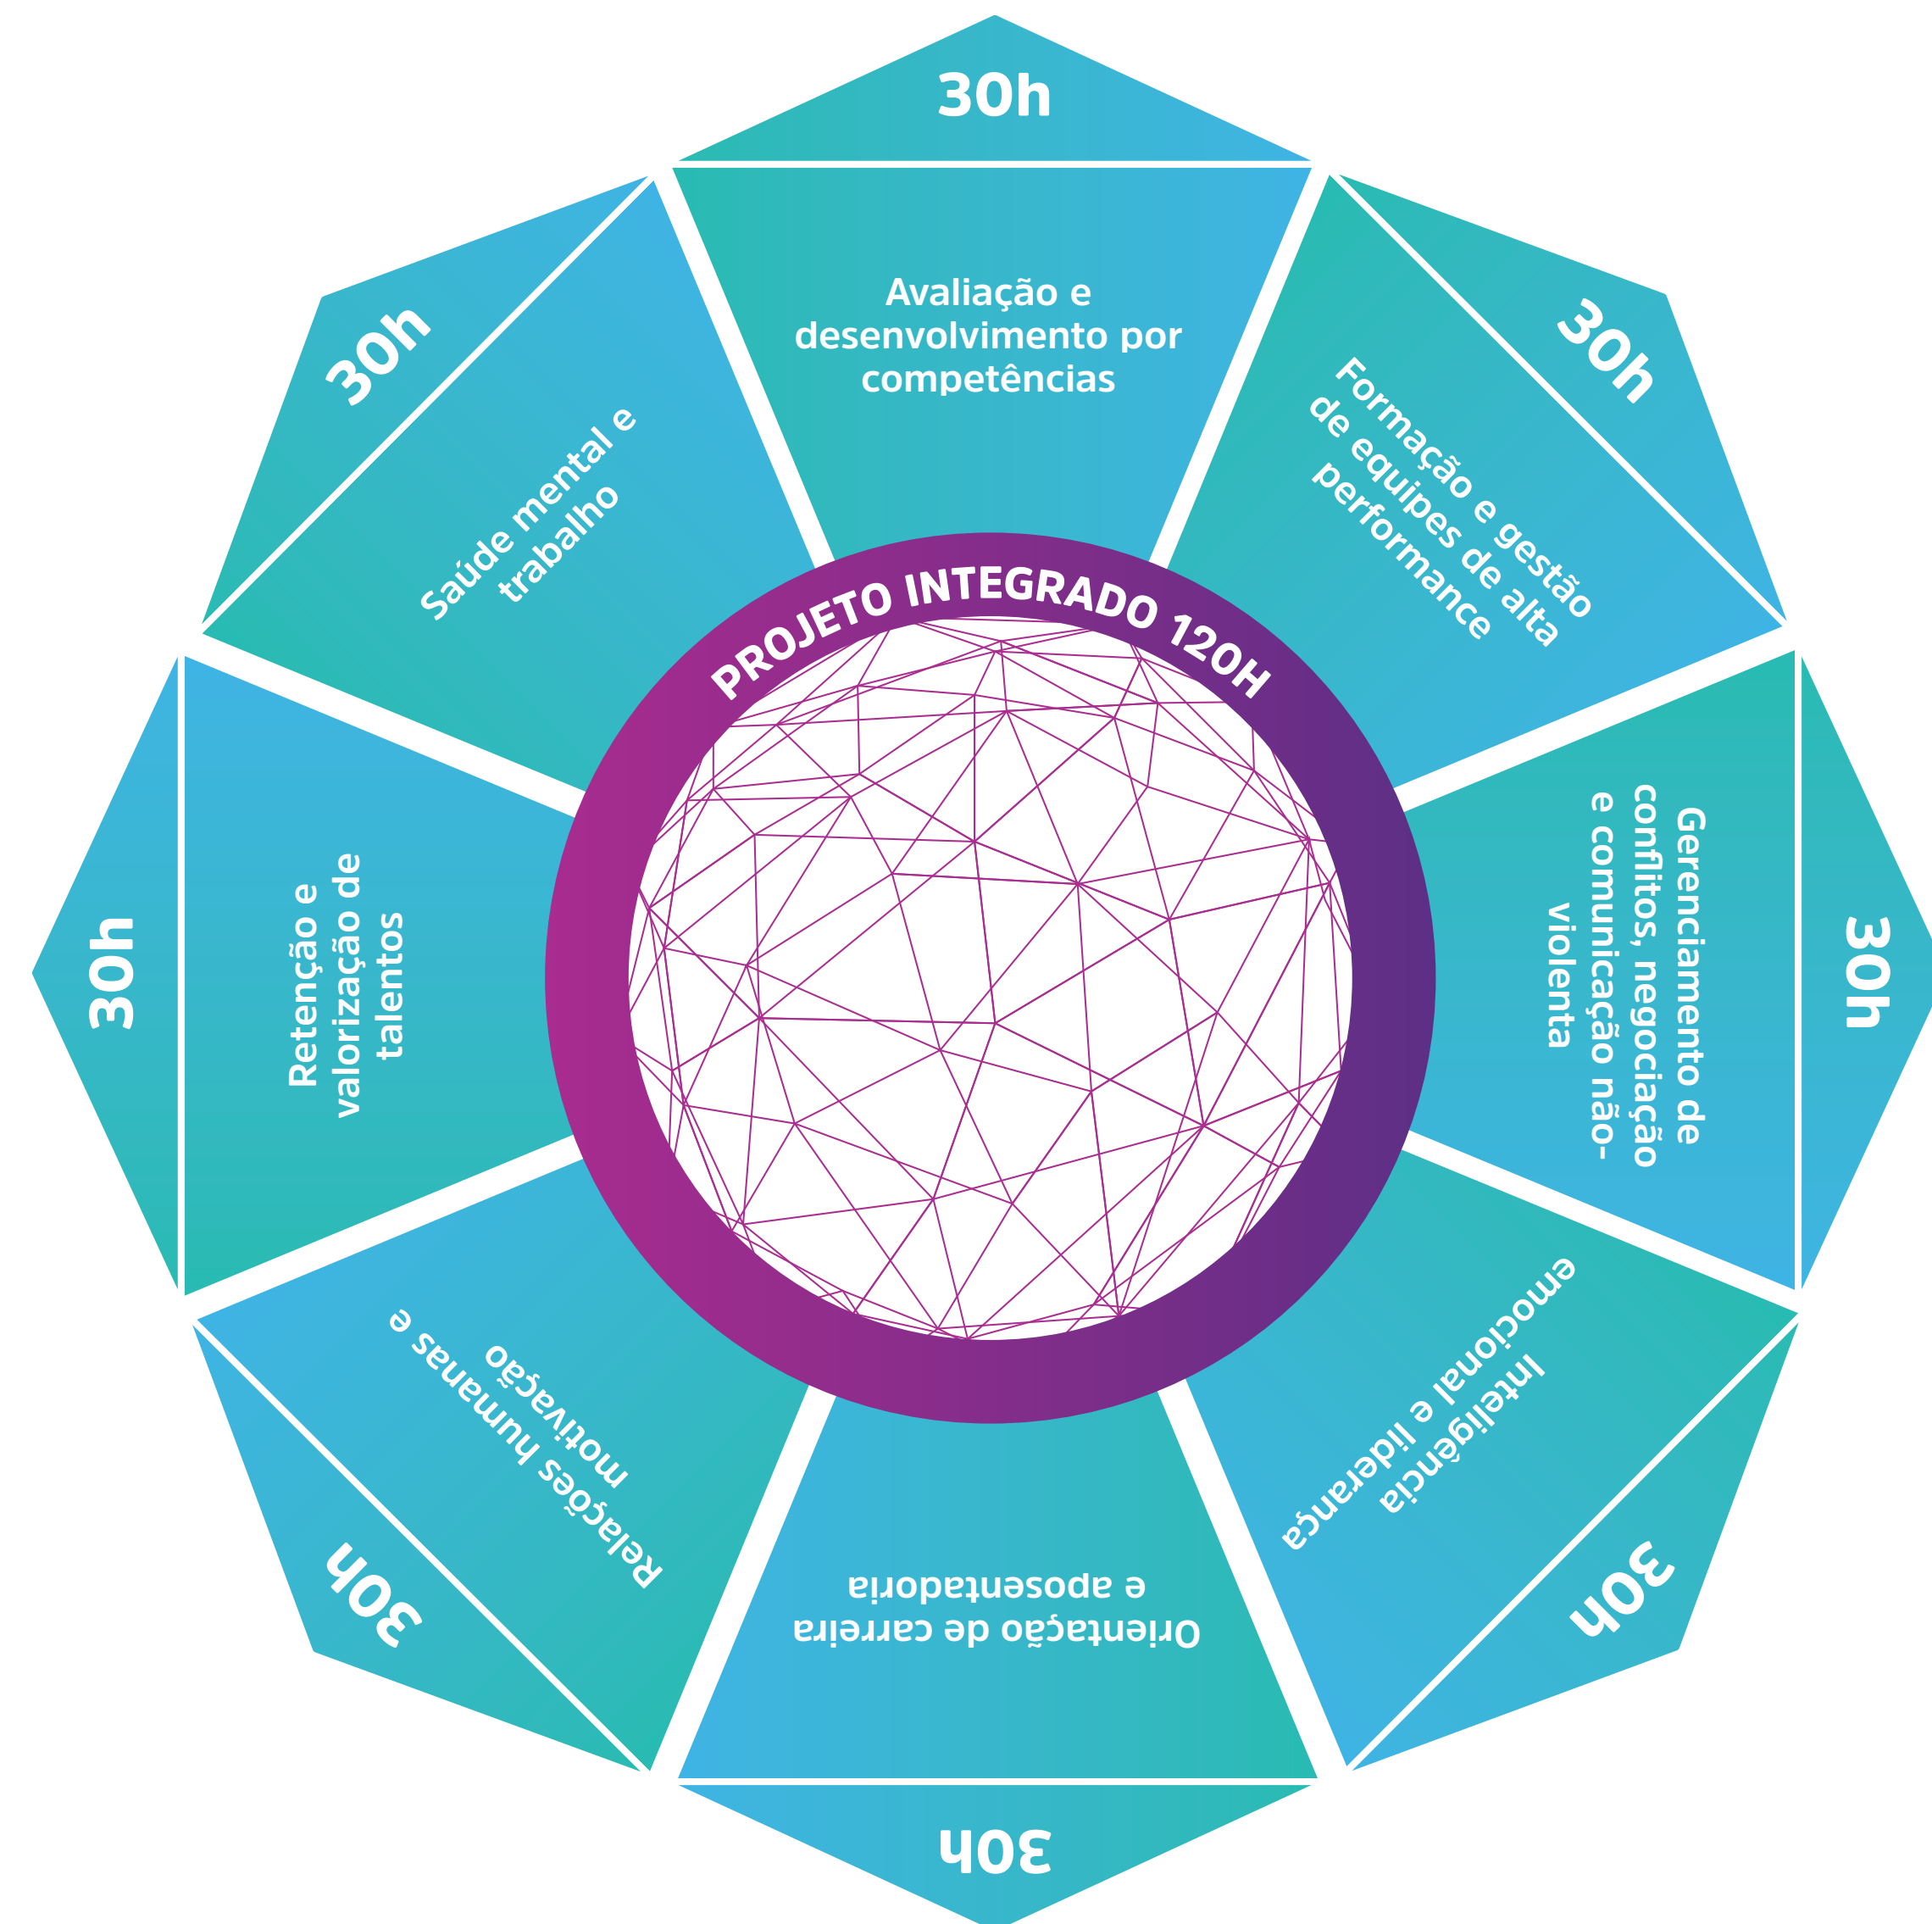 30h
Avaliação e
desenvolvimento por
competências
30h
Formação e gestão
de equipes de alta
performance
30h
Gerenciamento de
conflitos, negociação
e comunicação não-
violenta
30h
Inteligência
emocional e liderança
30h
Orientação de carreira
e aposentadoria
30h
Relações humanas e
motivação
30h
Retenção e
valorização de
talentos
30h
Saúde mental e
trabalho
PROJETO INTEGRADO 120H